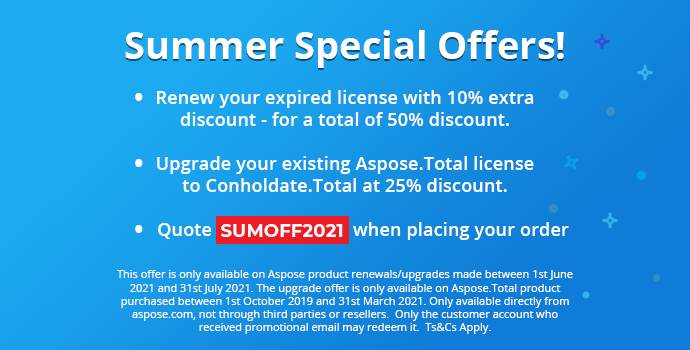 Summer Special Offers!
• Renew your expired license with 10% extra
discount - for a total of 50% discount.
• Upgrade your existing Aspose.Total license
to Conholdate.Total at 25% discount.
• Quote SUMOFF2021 when placing your order
This offer is only available on Aspose product renewals/upgrades made between 1st June
2021 and 31st July 2021. The upgrade offer is only available on Aspose.Total product
purchased between 1st October 2019 and 31st March 2021. Only available directly from
aspose.com, not through third parties or resellers.  Only the customer account who
received promotional email may redeem it.  Ts&Cs Apply.